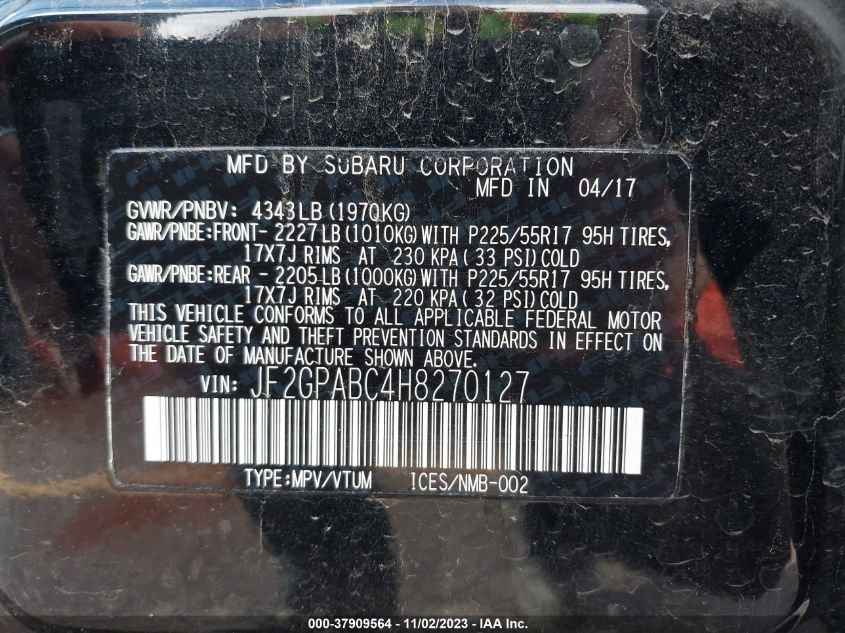 MFD BY SUBARU CORPORATION
MFD IN 04/17
GVWR/PNBV: 4343LB (1970KG)
GAWR/PNBE:FRONT- 2227LB (1010KG) WITH P225/55R17 95H TIRES,
17X7J RIMS AT 230 KPA( 33 PSI) COLD
GAWR/PNBE:REAR - 2205LB (1000KG) WITH P225/55R17 95H TIRES,
17X7J RIMS AT 220 KPA( 32 PSI) COLD
THIS VEHICLE CONFORMS TO ALL APPLICABLE FEDERAL MOTOR
VEHICLE SAFETY AND THEFT PREVENTION STANDARDS IN EFFECT ON
THE DATE OF MANUFACTURE SHOWN ABOVE.
VIN: JF2GPABC4H8270127
TYPE:MPV/VTUM ICES/NMB-002
000-37909564 - 11/02/2023 - IAA Inc.